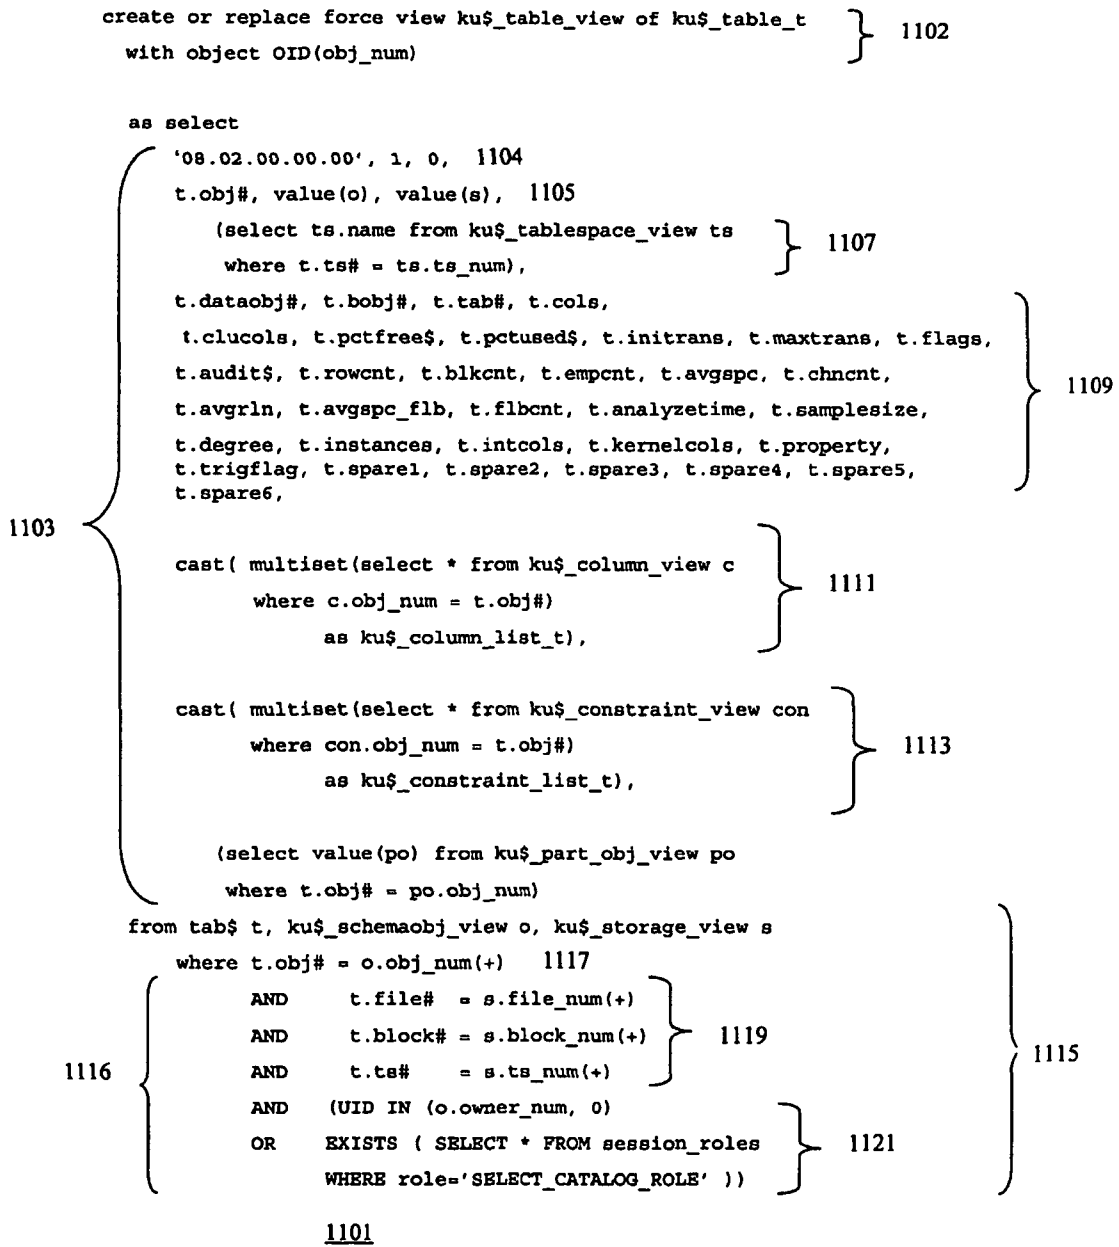 create or replace force view ku$_table_view of ku$_table_t
with object OID(obj_num)
1102
as select
'08.02.00.00.00', 1, 0, 1104
t.obj#, value(o), value(s), 1105
(select ts.name from ku$_tablespace_view ts
where t.ts# = ts.ts_num),
1107
t.dataobj#, t.bobj#, t.tab#, t.cols,
t.clucols, t.pctfree$, t.pctused$, t.initrans, t.maxtrans, t.flags,
t.audit$, t.rowcnt, t.blkcnt, t.empcnt, t.avgspc, t.chncnt,
t.avgrln, t.avgspc_flb, t.flbcnt, t.analyzetime, t.samplesize,
t.degree, t.instances, t.intcols, t.kernelcols, t.property,
t.trigflag, t.spare1, t.spare2, t.spare3, t.spare4, t.spare5,
t.spare6,
1109
1103
cast( multiset(select * from ku$_column_view c
where c.obj_num = t.obj#)
as ku$_column_list_t),
1111
cast( multiset(select * from ku$_constraint_view con
where con.obj_num = t.obj#)
as ku$_constraint_list_t),
1113
(select value(po) from ku$_part_obj_view po
where t.obj# = po.obj_num)
from tab$ t, ku$_schemaobj_view o, ku$_storage_view s
where t.obj# = o.obj_num(+) 1117
AND t.file# = s.file_num(+)
AND t.block# = s.block_num(+)
AND t.ts# = s.ts_num(+)
1119
1116
1115
AND (UID IN (o.owner_num, 0)
OR EXISTS ( SELECT * FROM session_roles
WHERE role='SELECT_CATALOG_ROLE' ))
1121
1101